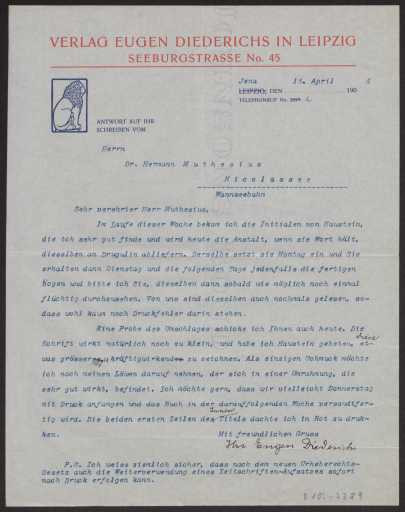 VERLAG EUGEN DIEDERICHS IN LEIPZIG
SEEBURGSTRASSE No. 45
Jena 14. April 4
LEIPZIG, DEN 190
TELEPHONRUF No.
ANTWORT AUF IHR
SCHREIBEN VOM
Herrn
Dr. Hermann Muthesius
Nicolassee
Wannseebahn
Sehr verehrter Herr Muthesius,
Im Laufe dieser Woche bekam ich die Initialen von Haustein,
die ich sehr gut finde und wird heute die Anstalt, wenn sie Wort hält,
dieselben an Drugulin abliefern. Derselbe setzt sie Montag ein und Sie
erhalten dann Dienstag und die folgenden Tage jedenfalls die fertigen
Bogen und bitte ich Sie, dieselben dann sobald wie möglich noch einmal
flüchtig durchzusehen. Von uns sind dieselben auch nochmals gelesen, so-
dass wohl kaum noch Druckfehler darin stehen.
Eine Probe des Umschlages schicke ich Ihnen auch heute. Die
Schrift wirkt natürlich noch zu klein, und habe ich Haustein gebeten, diese et-
was grösser kräftigwirkend zu zeichnen. Als einzigen Schmuck möchte
ich noch meinen Löwen darauf nehmen, der sich in einer Umrahmung, die
sehr gut wirkt, befindet. Ich möchte gern, dass wir vielleicht Donnerstag
mit Druck anfangen und das Buch in der darauffolgenden Woche versandtfer-
tig wird. Die beiden ersten Zeilen des Titels dachte ich in Rot zu druk-
ken.
Mit freundlichem Gruss
Ihr Eugen Diederichs
P.S. Ich weiss ziemlich sicher, dass nach dem neuen Urheberrechts-
Gesetz auch die Weiterverwendung eines Zeitschriften-Aufsatzes sofort
nach Druck erfolgen kann.